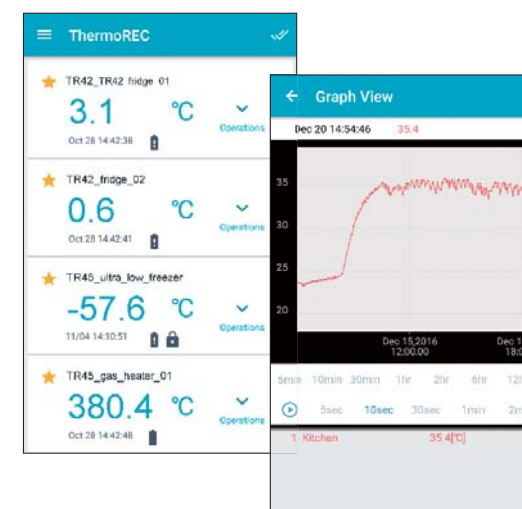 ThermoREC
TR42_TR42 fridge 01
3.1 °C
Operations
Oct 28 14:42:38
TR42_fridge_02
0.6 °C
Operations
Oct 28 14:42:41
TR45_ultra_low_freezer
-57.6 °C
Operations
11/04 14:10:51
TR45_gas_heater_01
380.4 °C
Operations
Oct 28 14:42:48
Graph View
Dec 20 14:54:46 35.4
35
30
25
20
Dec 15,2016
12:00:00
5min 10min 30min 1hr 2hr 6hr
5sec 10sec 30sec 1min
1 Kitchen 35.4[°C]